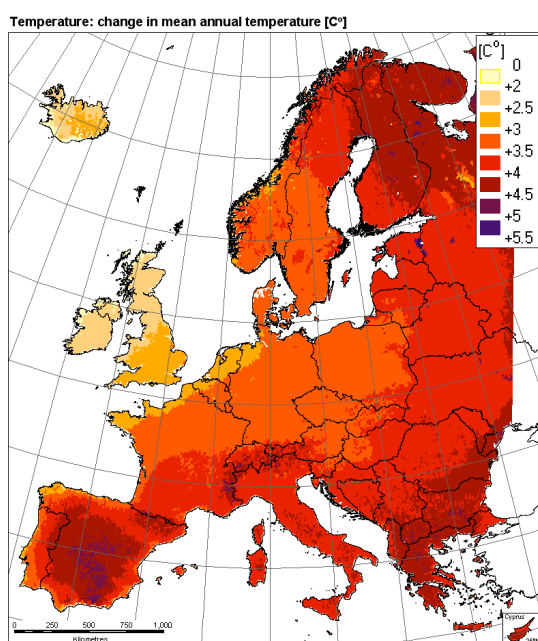 Temperature: change in mean annual temperature [Cº]
[C°]
0
+2
+2.5
+3
+3.5
+4
+4.5
+5
+5.5
0 250 500 750 1,000
Kilometres
Cyprus